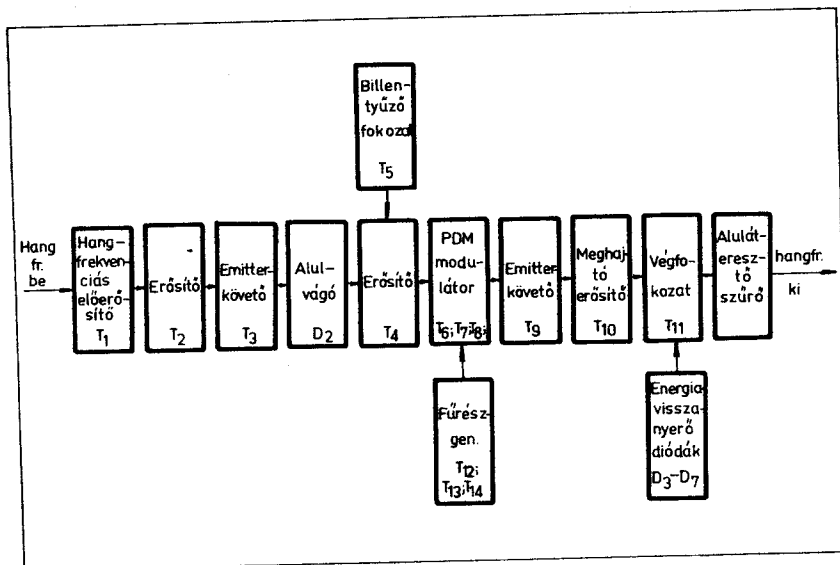 Billen-
tyűző
fokozat
T5
Hang
fr.
be
Hang-
frekven-
ciás
előerő-
sítő
T1
Erősítő
T2
Emitter-
követő
T3
Alul-
vágó
D2
Erősítő
T4
PDM
modu-
látor
T6; T7; T8;
Emitter-
követő
T9
Meghaj-
tó
erősítő
T10
Végfo-
kozat
T11
Alulát-
eresz-
tő
szűrő
hangfr.
ki
Fűrész-
gen.
T12;
T13; T14
Energia-
vissza-
nyerő
diódák
D3-D7